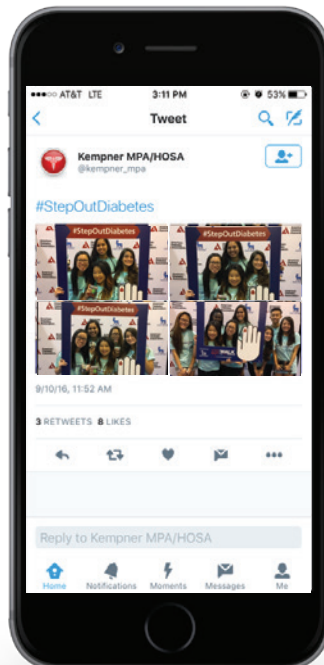 AT&T LTE 3:11 PM 53%
Tweet
Kempner MPA/HOSA
@kempner_mpa
#StepOutDiabetes
#StepOutDiabetes
#StepOutDiabetes
#StepOutDiabetes
WALK
9/10/16, 11:52 AM
3 RETWEETS 8 LIKES
Reply to Kempner MPA/HOSA
Home Notifications Moments Messages Me